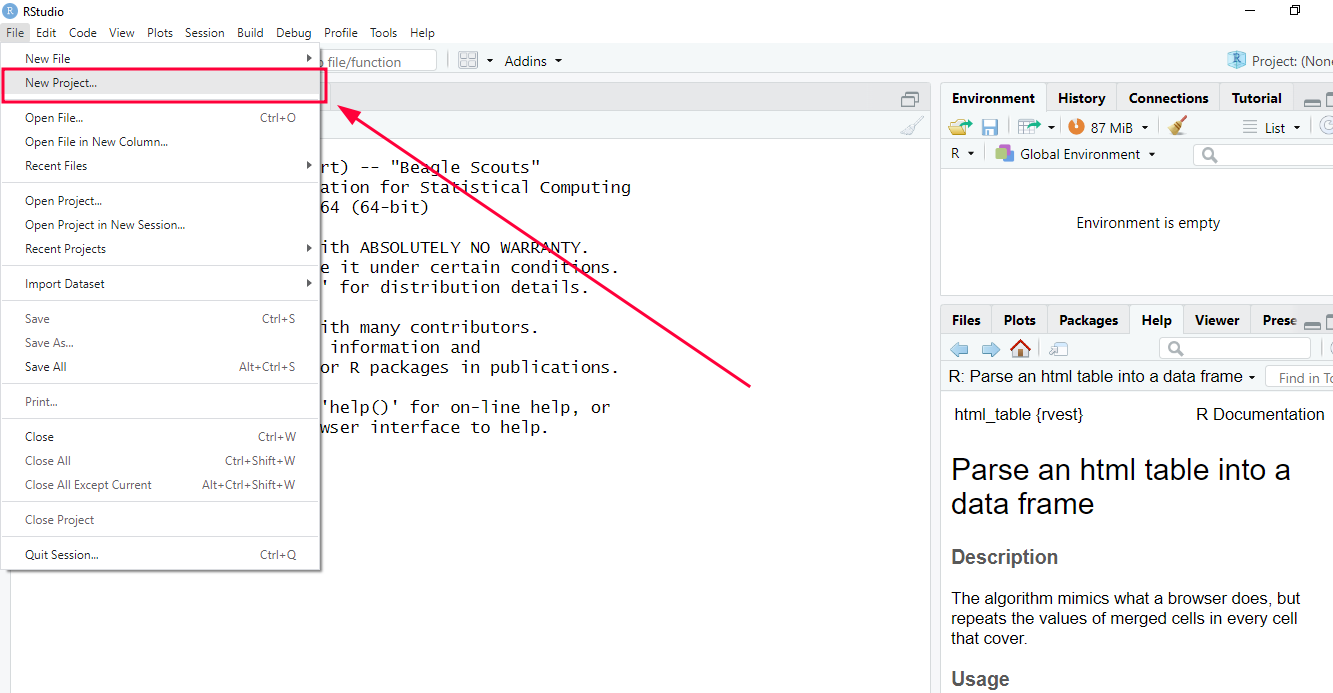 RStudio
File Edit Code View Plots Session Build Debug Profile Tools Help
New File
New Project...
Open File... Ctrl+O
Open File in New Column...
Recent Files
Open Project...
Open Project in New Session...
Recent Projects
Import Dataset
Save Ctrl+S
Save As...
Save All Alt+Ctrl+S
Print...
Close Ctrl+W
Close All Ctrl+Shift+W
Close All Except Current Alt+Ctrl+Shift+W
Close Project
Quit Session... Ctrl+Q
file/function Addins
rt) -- "Beagle Scouts"
ation for Statistical Computing
64 (64-bit)
ith ABSOLUTELY NO WARRANTY.
e it under certain conditions.
' for distribution details.
ith many contributors.
information and
or R packages in publications.
'help()' for on-line help, or
wser interface to help.
Project: (None
Environment History Connections Tutorial
87 MiB List
R Global Environment
Environment is empty
Files Plots Packages Help Viewer Prese
R: Parse an html table into a data frame Find in To
html_table {rvest} R Documentation
Parse an html table into a
data frame
Description
The algorithm mimics what a browser does, but
repeats the values of merged cells in every cell
that cover.
Usage